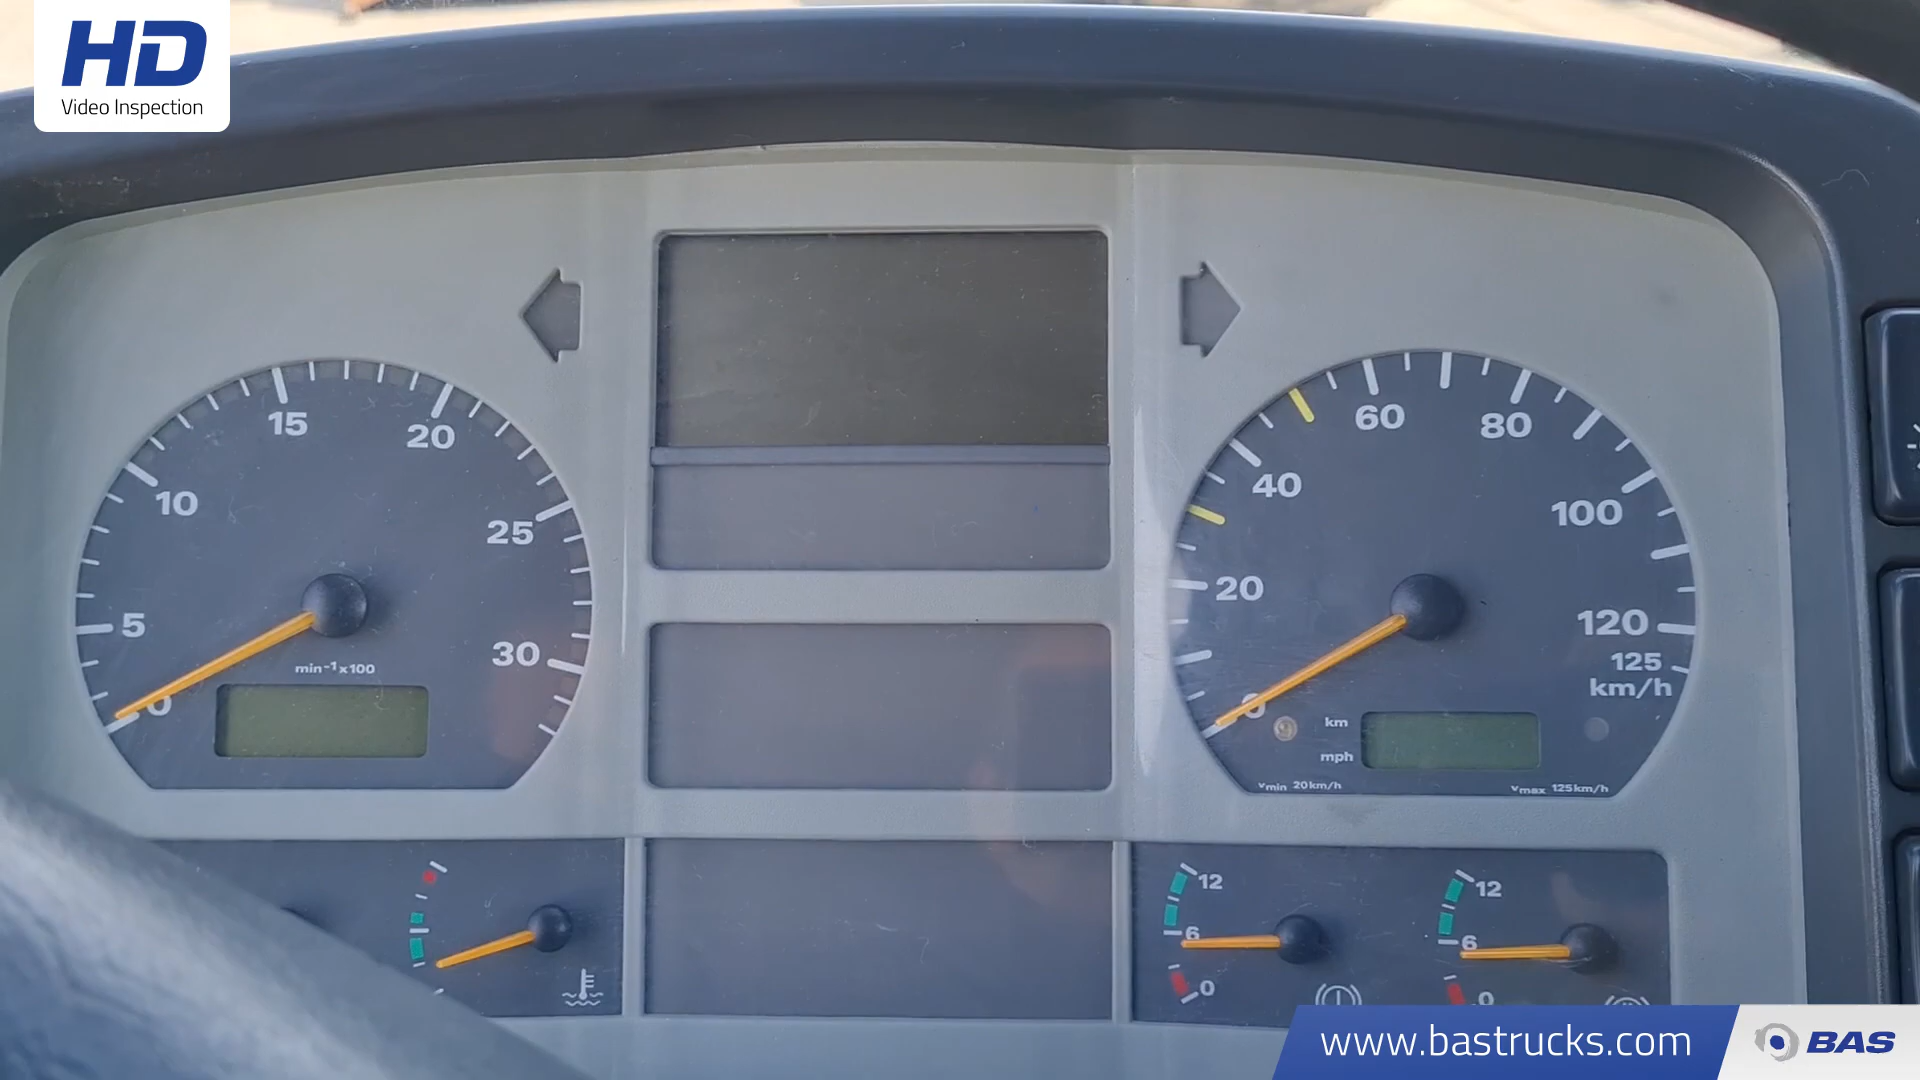 HD
Video Inspection
15
20
10
25
5
30
min⁻¹x100
0
60
80
40
100
20
120
125
km/h
0
km
mph
vmin 20km/h
vmax 125km/h
12
6
0
12
6
0
www.bastrucks.com
BAS